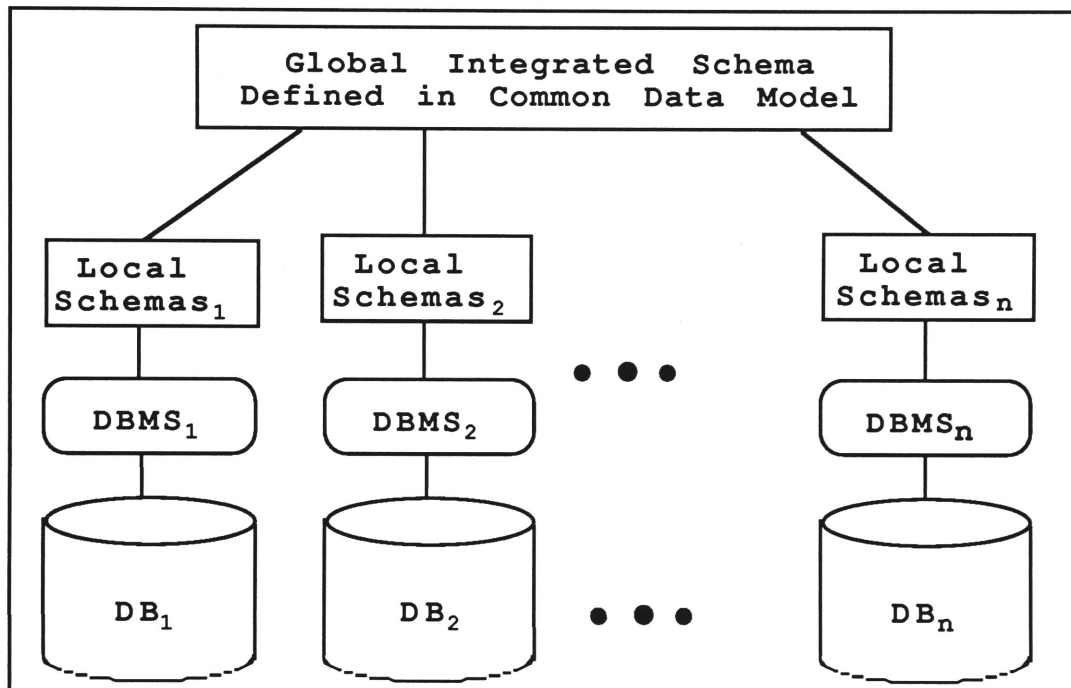 Global Integrated Schema
Defined in Common Data Model
Local
Schemas₁
Local
Schemas₂
Local
Schemasₙ
DBMS₁
DBMS₂
DBMSₙ
DB₁
DB₂
DBₙ